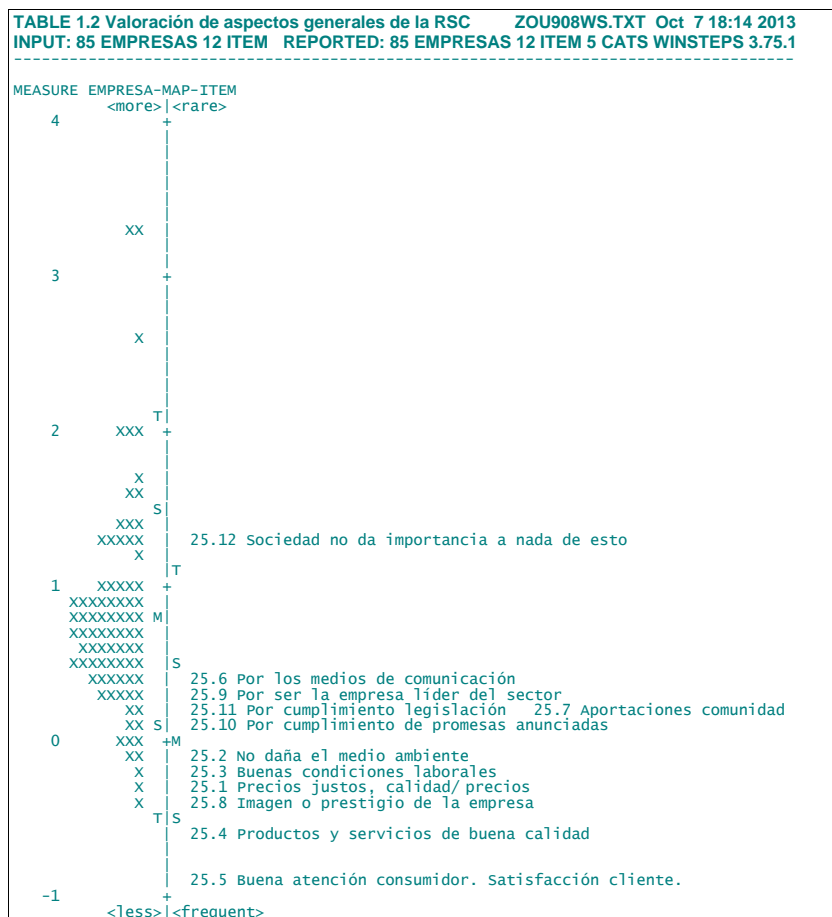 TABLE 1.2 Valoración de aspectos generales de la RSC ZOU908WS.TXT Oct 7 18:14 2013
INPUT: 85 EMPRESAS 12 ITEM REPORTED: 85 EMPRESAS 12 ITEM 5 CATS WINSTEPS 3.75.1
--------------------------------------------------------------------------------
MEASURE EMPRESA-MAP-ITEM
<more>|<rare>
4 +
|
|
|
|
|
|
XX |
|
|
3 +
|
|
|
X |
|
|
|
|
T|
2 XXX +
|
|
X |
XX |
S|
XXX |
XXXXX | 25.12 Sociedad no da importancia a nada de esto
X |
|T
1 XXXXX +
XXXXXXXX |
XXXXXXXX M|
XXXXXXXX |
XXXXXXX |
XXXXXXXX |S
XXXXXX | 25.6 Por los medios de comunicación
XXXXX | 25.9 Por ser la empresa líder del sector
XX | 25.11 Por cumplimiento legislación 25.7 Aportaciones comunidad
XX S| 25.10 Por cumplimiento de promesas anunciadas
0 XXX +M
XX | 25.2 No daña el medio ambiente
X | 25.3 Buenas condiciones laborales
X | 25.1 Precios justos, calidad/ precios
X | 25.8 Imagen o prestigio de la empresa
T|S
| 25.4 Productos y servicios de buena calidad
|
|
| 25.5 Buena atención consumidor. Satisfacción cliente.
-1 +
<less>|<frequent>